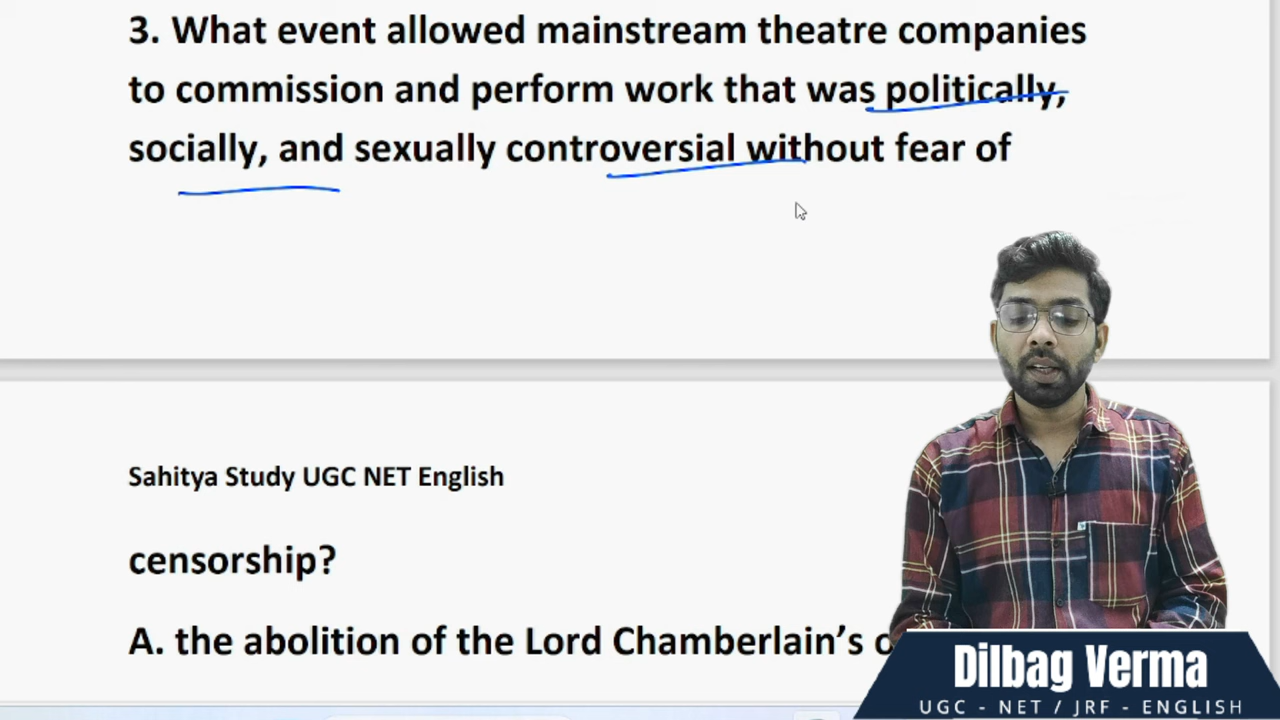 3. What event allowed mainstream theatre companies
to commission and perform work that was politically,
socially, and sexually controversial without fear of
Sahitya Study UGC NET English
censorship?
A. the abolition of the Lord Chamberlain's
Dilbag Verma
UGC - NET / JRF - ENGLISH